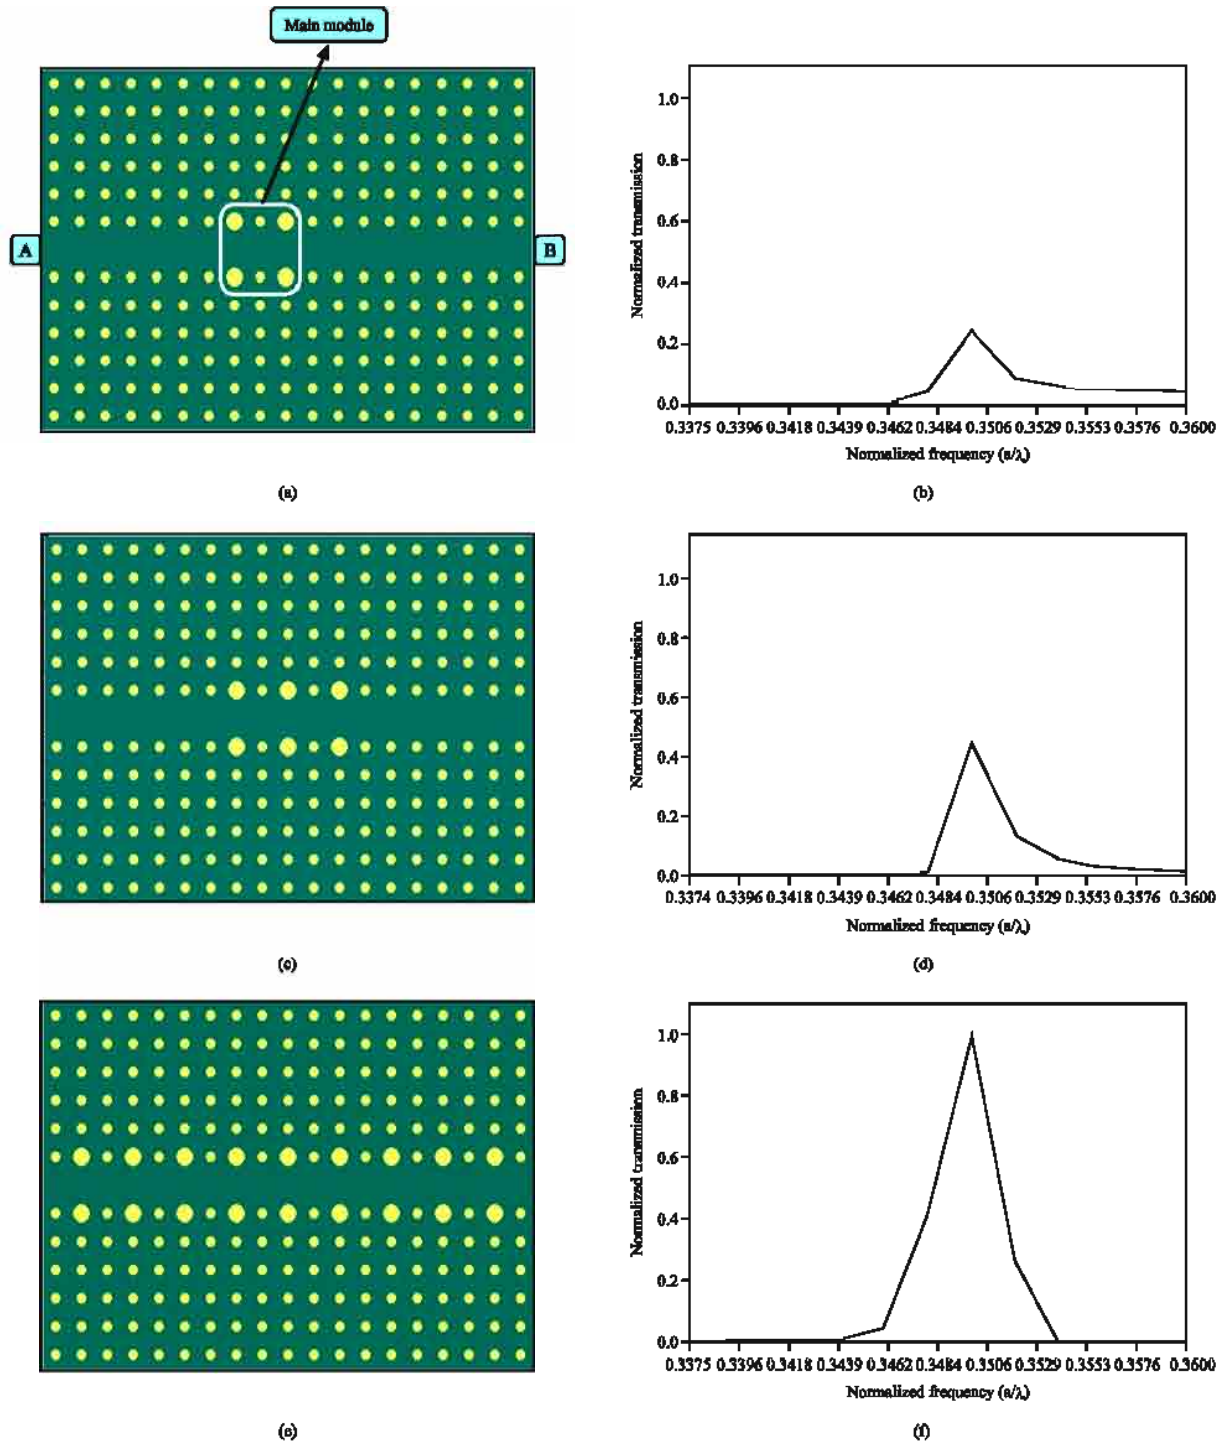 Main module
A
B
(a)
1.0
0.8
0.6
0.4
0.2
0.0
Normalized transmission
0.3375 0.3396 0.3418 0.3439 0.3462 0.3484 0.3506 0.3529 0.3553 0.3576 0.3600
Normalized frequency (a/λ)
(b)
(c)
1.0
0.8
0.6
0.4
0.2
0.0
Normalized transmission
0.3374 0.3396 0.3418 0.3439 0.3462 0.3484 0.3506 0.3529 0.3553 0.3576 0.3600
Normalized frequency (a/λ)
(d)
(e)
1.0
0.8
0.6
0.4
0.2
0.0
Normalized transmission
0.3375 0.3396 0.3418 0.3439 0.3462 0.3484 0.3506 0.3529 0.3553 0.3576 0.3600
Normalized frequency (a/λ)
(f)